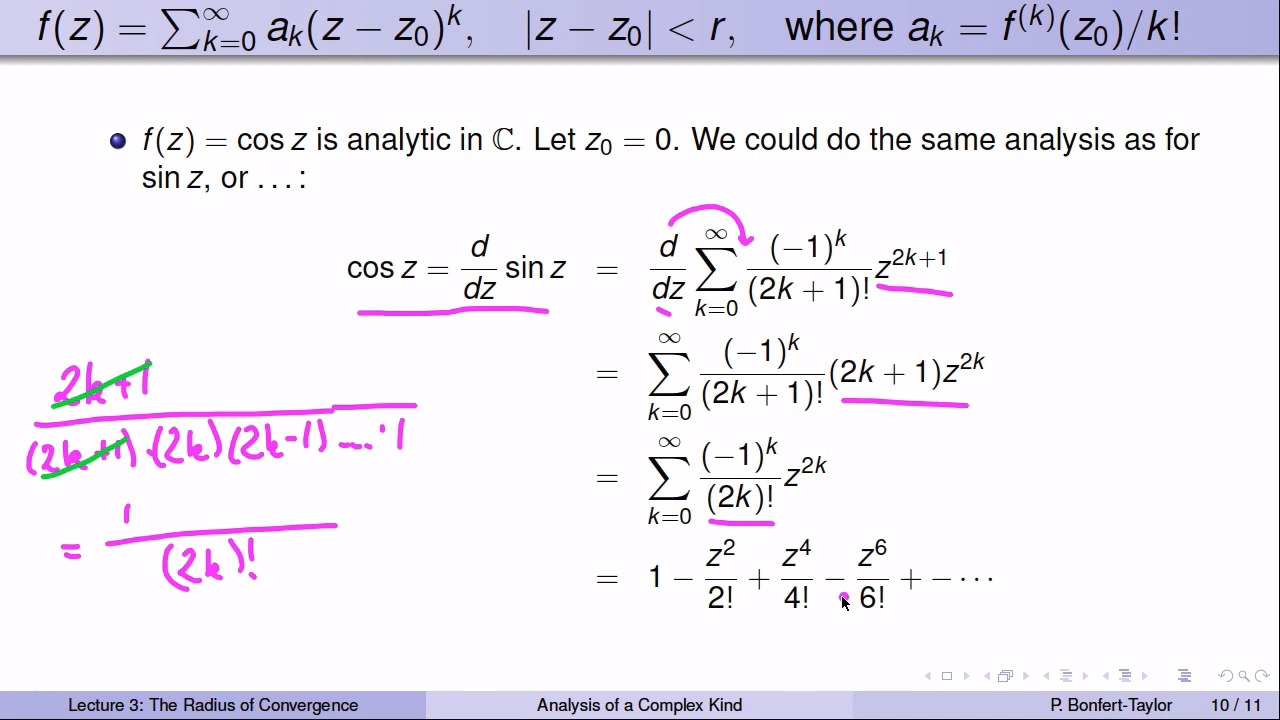 f(z) = ∑_{k=0}^{∞} a_k(z − z_0)^k, |z − z_0| < r, where a_k = f^{(k)}(z_0)/k!
f(z) = cos z is analytic in ℂ. Let z_0 = 0. We could do the same analysis as for
sin z, or . . . :
cos z = d/dz sin z = d/dz ∑_{k=0}^{∞} (−1)^k/(2k + 1)! z^{2k+1}
= ∑_{k=0}^{∞} (−1)^k/(2k + 1)! (2k + 1)z^{2k}
2k+1
(2k+1)·(2k)(2k-1)....·1
= ∑_{k=0}^{∞} (−1)^k/(2k)! z^{2k}
= 1/(2k)!
= 1 − z^2/2! + z^4/4! − z^6/6! + − ⋯
Lecture 3: The Radius of Convergence Analysis of a Complex Kind P. Bonfert-Taylor 10 / 11